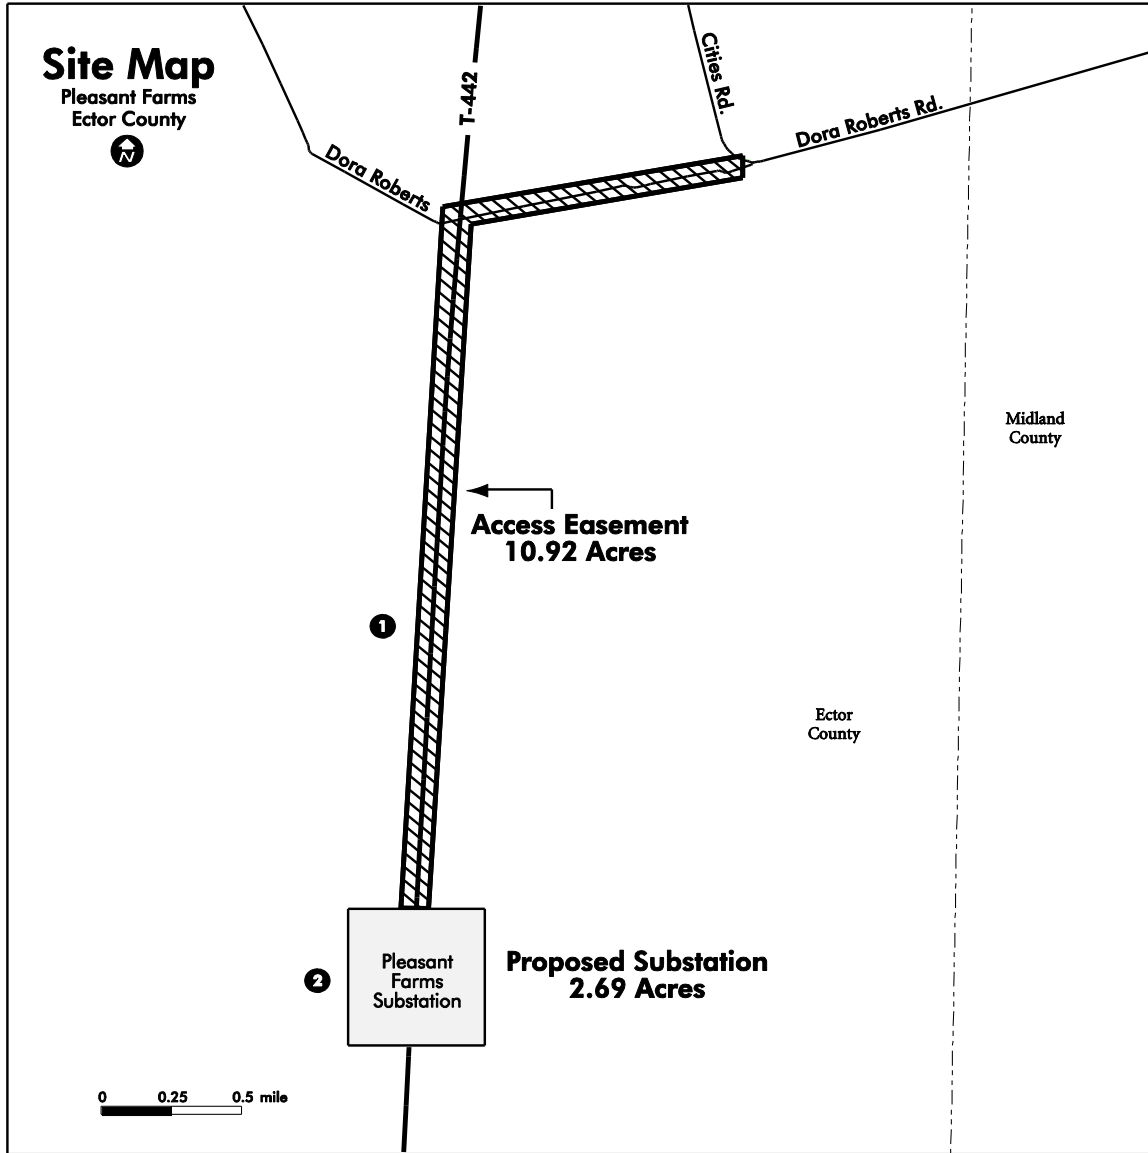 Site Map
Pleasant Farms
Ector County
N
T-442
Cities Rd.
Dora Roberts Rd.
Dora Roberts
Midland
County
Access Easement
10.92 Acres
1
Ector
County
2
Pleasant
Farms
Substation
Proposed Substation
2.69 Acres
0 0.25 0.5 mile